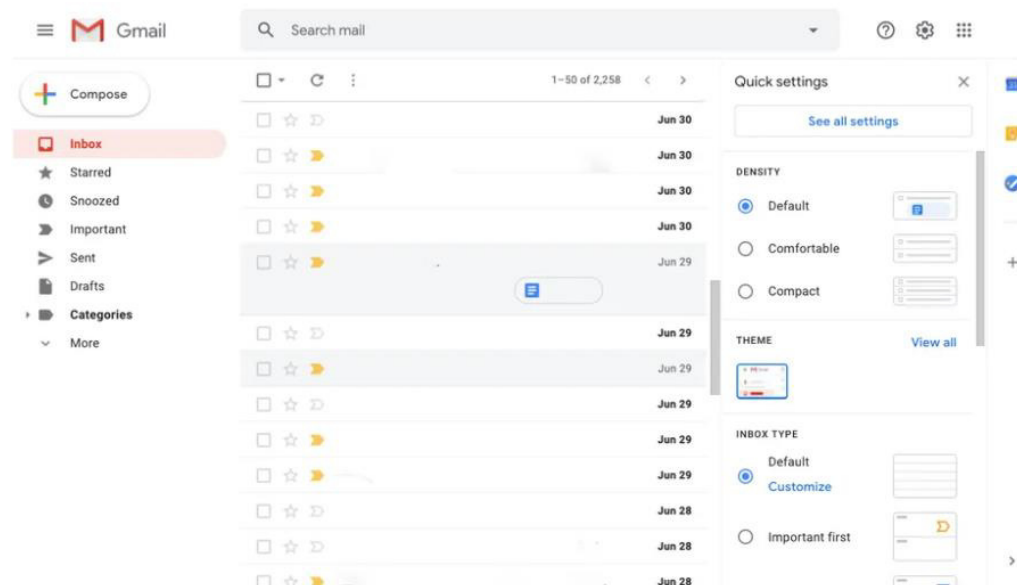 Gmail
Search mail
Compose
Inbox
Starred
Snoozed
Important
Sent
Drafts
Categories
More
1–50 of 2,258
Jun 30
Jun 30
Jun 30
Jun 30
Jun 29
Jun 29
Jun 29
Jun 29
Jun 29
Jun 29
Jun 28
Jun 28
Jun 28
Quick settings
See all settings
DENSITY
Default
Comfortable
Compact
THEME View all
INBOX TYPE
Default
Customize
Important first